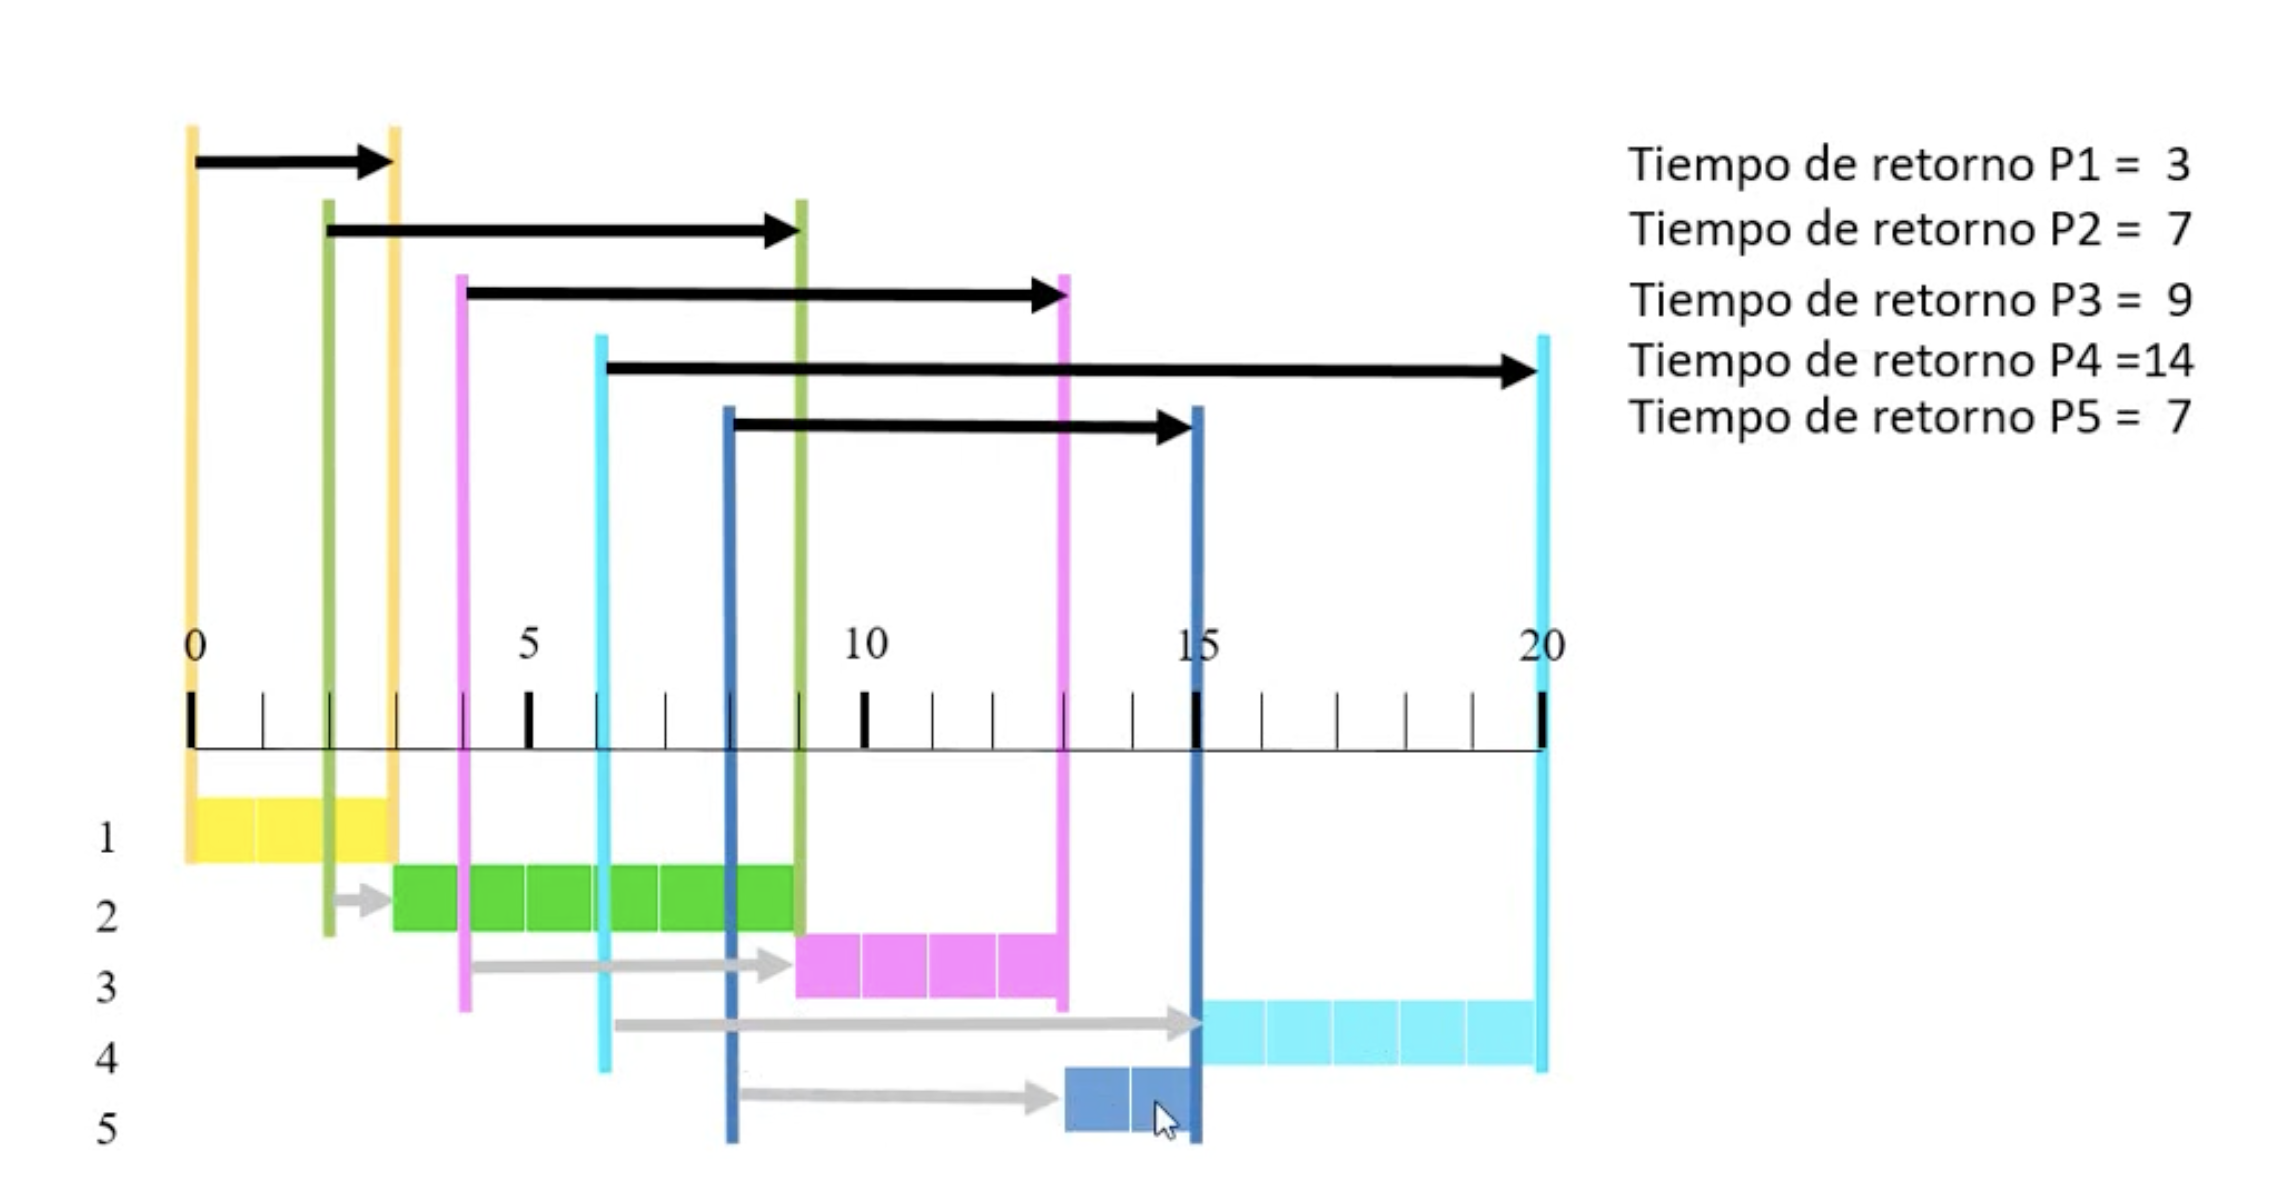 Tiempo de retorno P1 = 3
Tiempo de retorno P2 = 7
Tiempo de retorno P3 = 9
Tiempo de retorno P4 =14
Tiempo de retorno P5 = 7
0 5 10 15 20
1
2
3
4
5